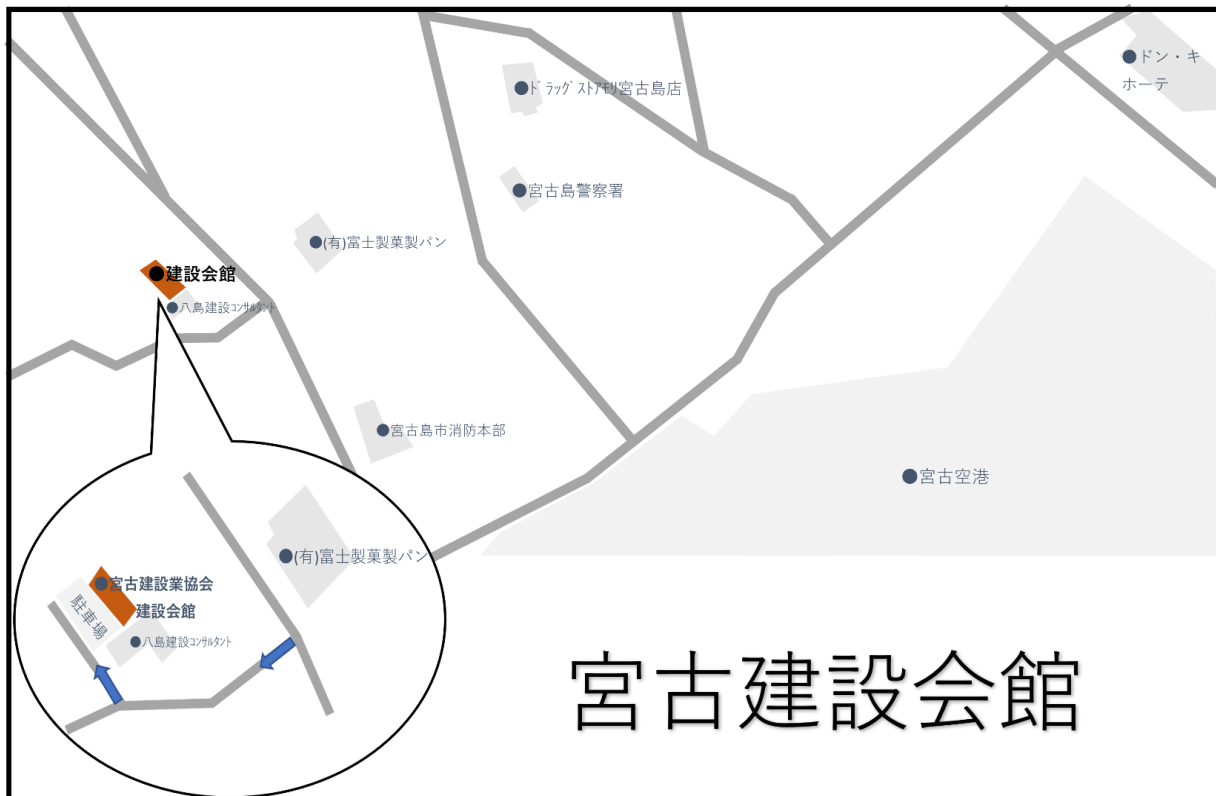 ドン・キ
ホーテ
ﾄﾞﾗｯｸﾞｽﾄｱﾓﾘ宮古島店
宮古島警察署
(有)富士製菓製パン
建設会館
八島建設ｺﾝｻﾙﾀﾝﾄ
宮古島市消防本部
宮古空港
(有)富士製菓製パン
宮古建設業協会
建設会館
駐車場
八島建設ｺﾝｻﾙﾀﾝﾄ
宮古建設会館